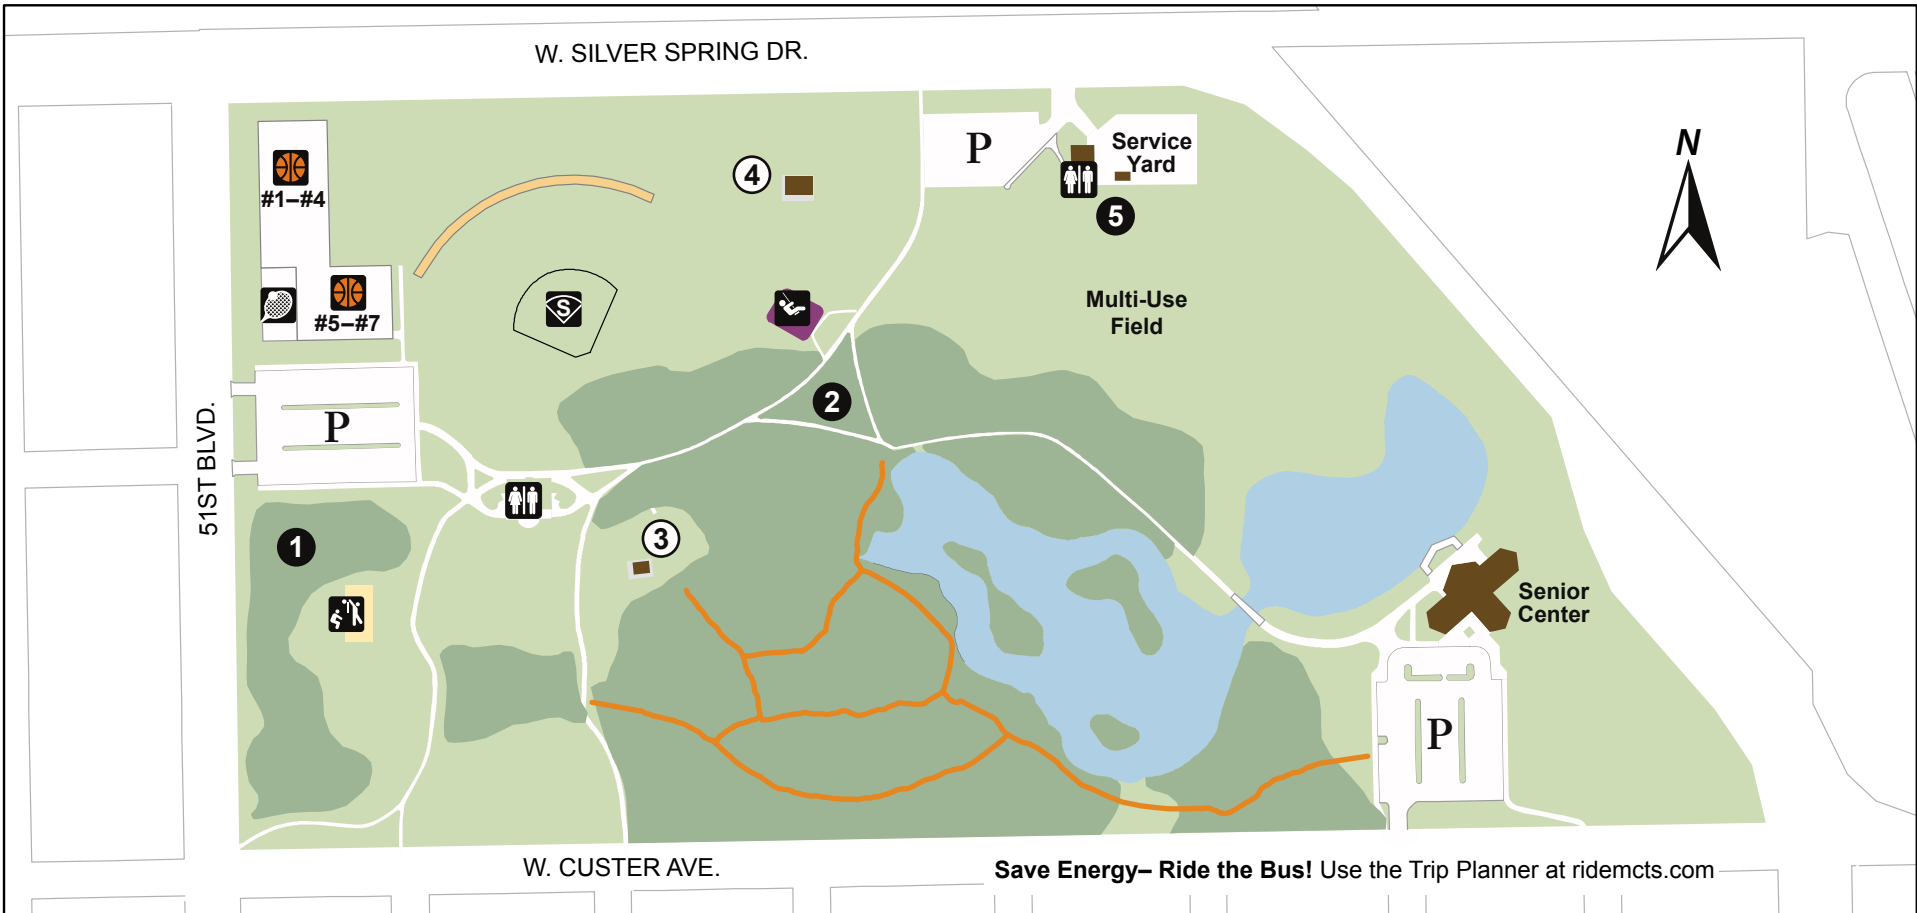 W. SILVER SPRING DR.
N
P
Service
Yard
4
#1–#4
5
S
#5–#7
Multi-Use
Field
2
P
51ST BLVD.
1
3
Senior
Center
P
W. CUSTER AVE.
Save Energy– Ride the Bus! Use the Trip Planner at ridemcts.com